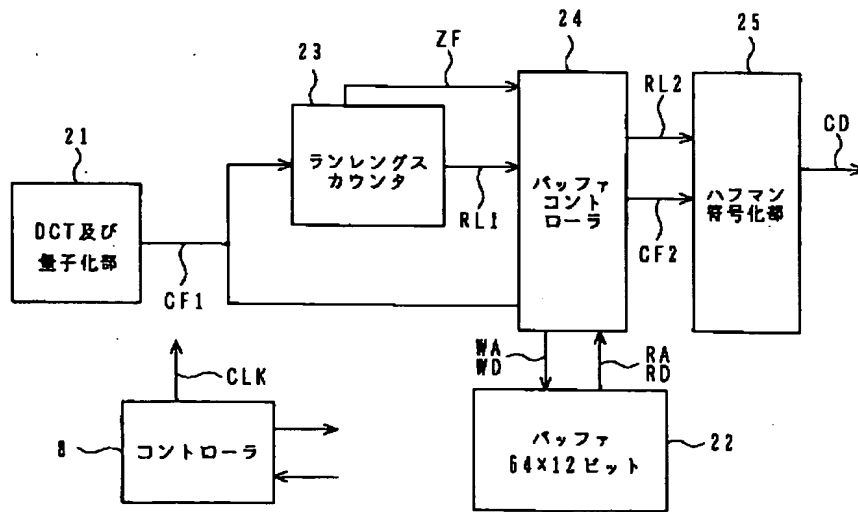 24
25
ZF
23
21
ランレングス
カウンタ
RL1
バッファ
コント
ローラ
RL2
CF2
ハフマン
符号化部
CD
DCT及び
量子化部
CF1
WA
WD
RA
RD
CLK
8
コントローラ
バッファ
64×12ビット
22